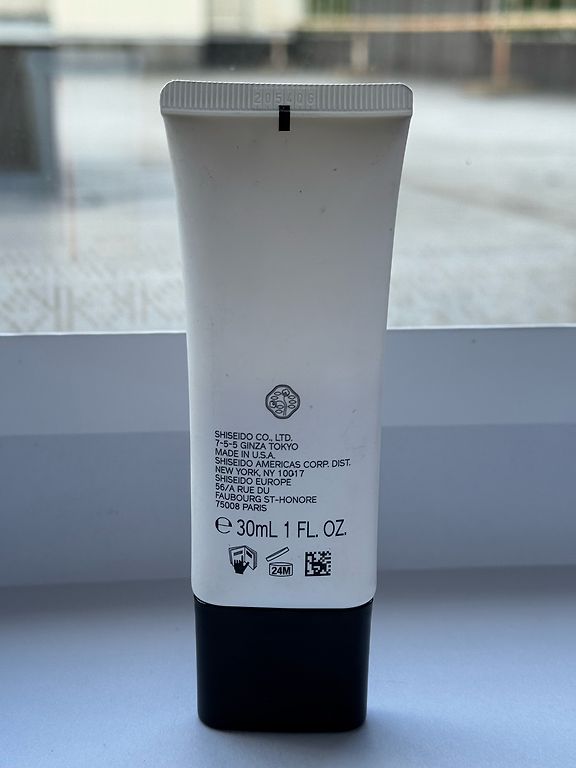 205406
SHISEIDO CO., LTD.
7-5-5 GINZA TOKYO
MADE IN U.S.A.
SHISEIDO AMERICAS CORP. DIST.
NEW YORK, NY 10017
SHISEIDO EUROPE
56/A RUE DU
FAUBOURG ST-HONORE
75008 PARIS
℮ 30mL 1 FL. OZ.
24M